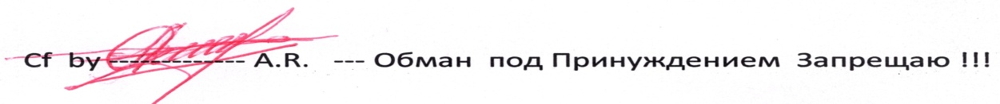 Cf by ------------- A.R. --- Обман под Принуждением Запрещаю !!!